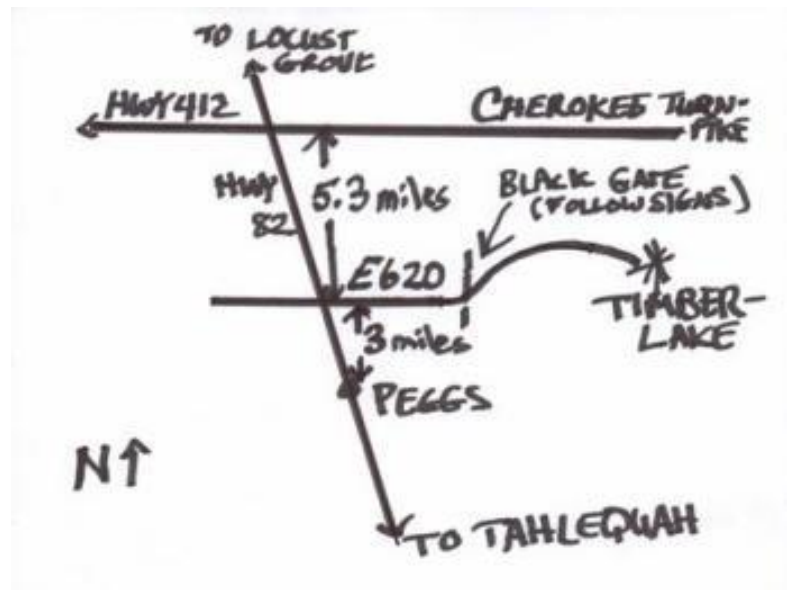 TO LOCUST
GROVE
HWY 412
CHEROKEE TURN-
PIKE
HWY
82
5.3 miles
BLACK GATE
(FOLLOW SIGNS)
E620
TIMBER-
LAKE
3 miles
PEGGS
N↑
TO TAHLEQUAH